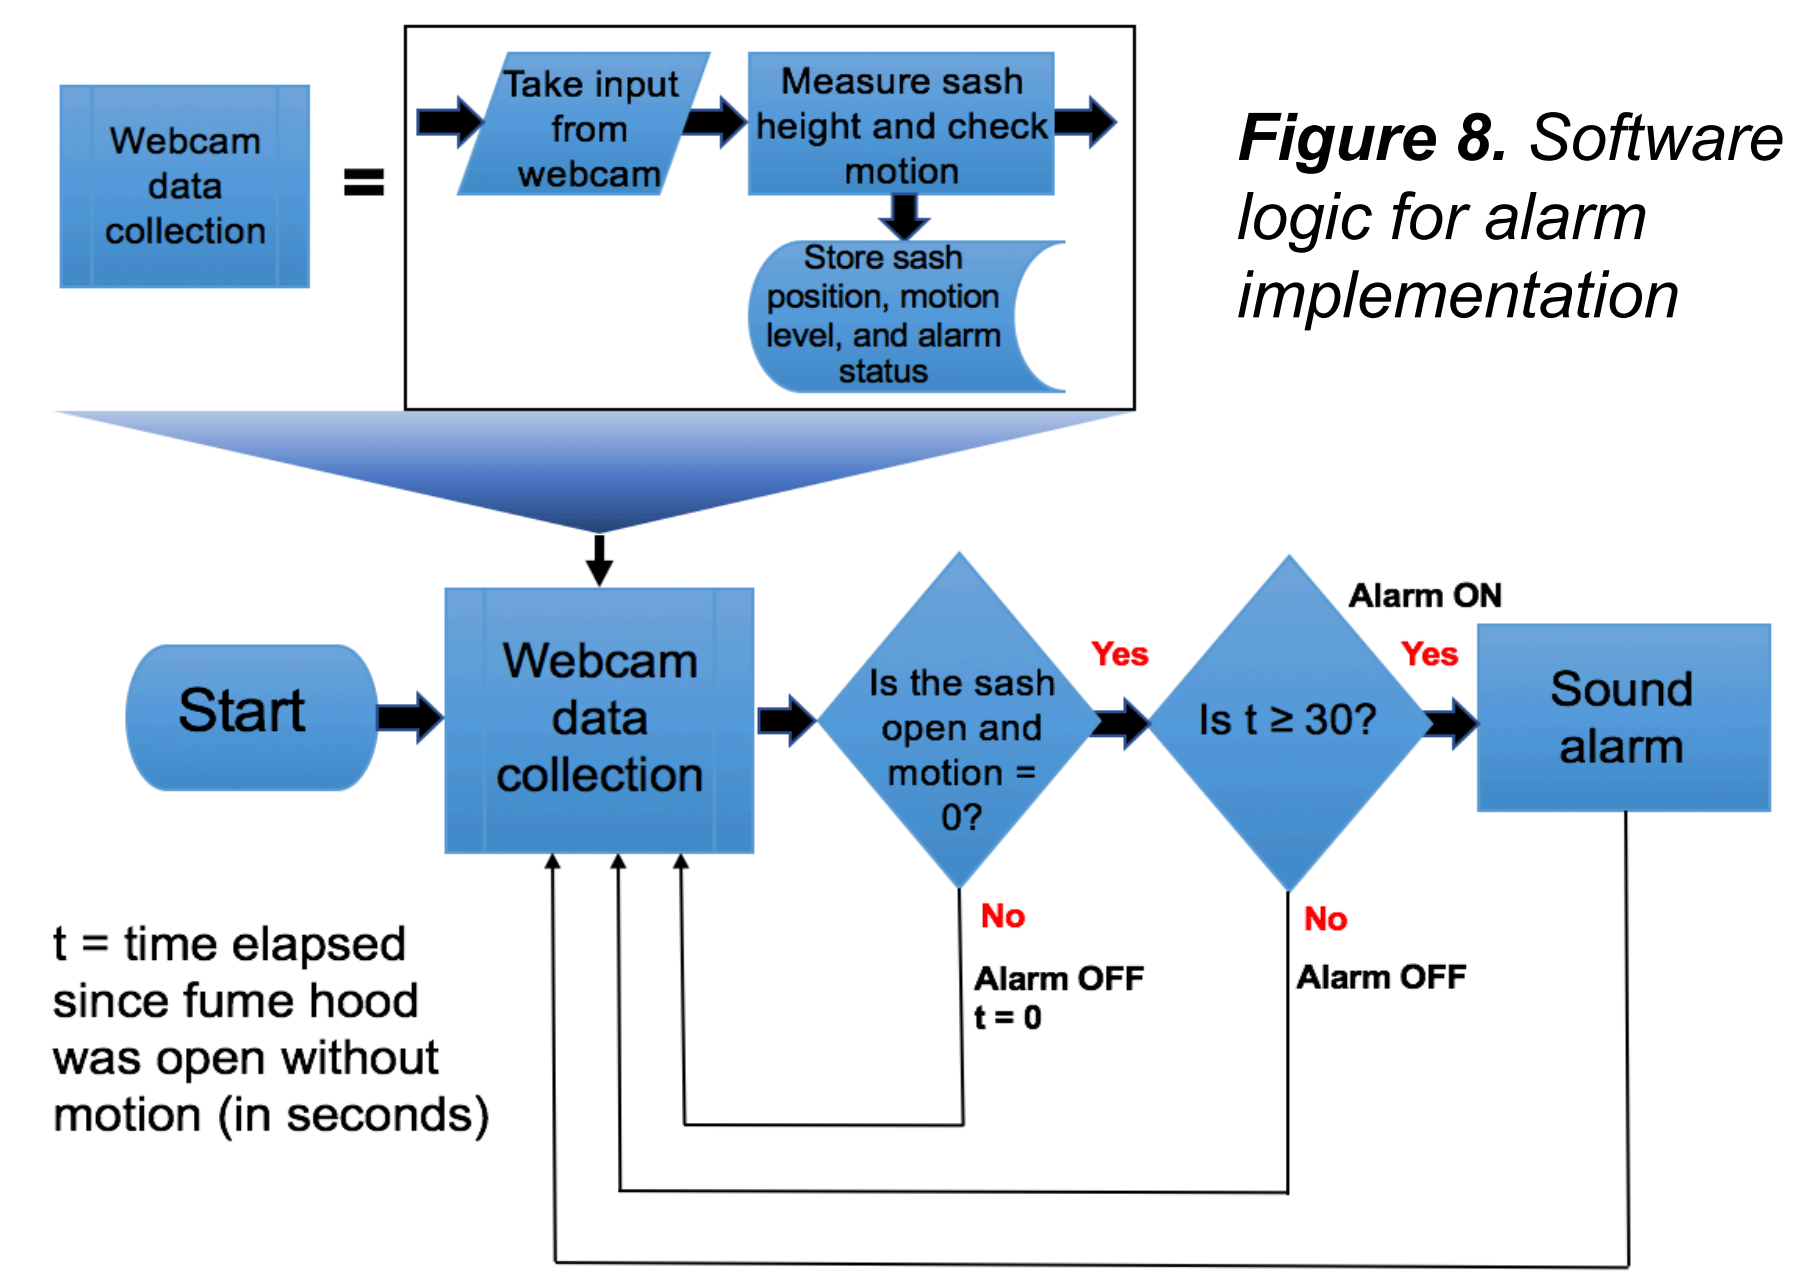 Webcam
data
collection
=
Take input
from
webcam
Measure sash
height and check
motion
Store sash
position, motion
level, and alarm
status
Figure 8. Software
logic for alarm
implementation
Start
Webcam
data
collection
Is the sash
open and
motion =
0?
Yes
Is t ≥ 30?
Alarm ON
Yes
Sound
alarm
No
Alarm OFF
t = 0
No
Alarm OFF
t = time elapsed
since fume hood
was open without
motion (in seconds)